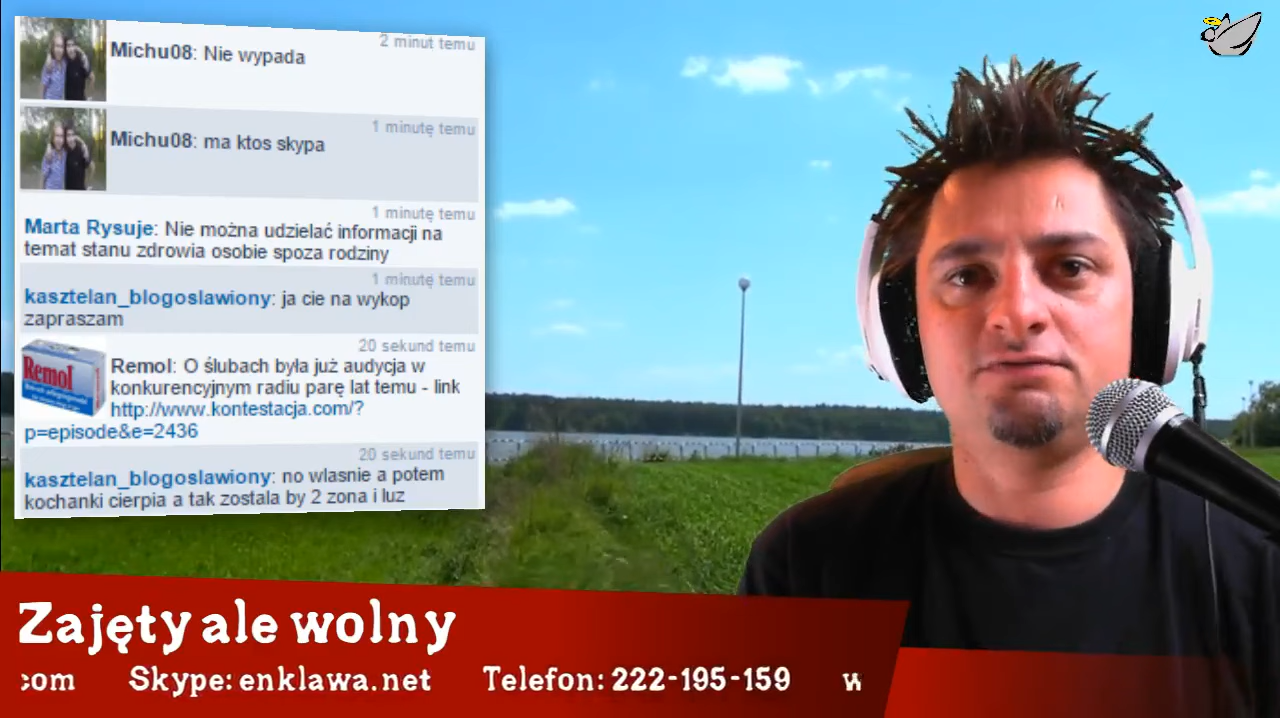 2 minut temu
Michu08: Nie wypada
1 minutę temu
Michu08: ma ktos skypa
1 minutę temu
Marta Rysuje: Nie można udzielać informacji na
temat stanu zdrowia osobie spoza rodziny
1 minutę temu
kasztelan_blogoslawiony: ja cie na wykop
zapraszam
20 sekund temu
Remol
Remol: O ślubach była już audycja w
konkurencyjnym radiu parę lat temu - link
http://www.kontestacja.com/?
p=episode&e=2436
20 sekund temu
kasztelan_blogoslawiony: no wlasnie a potem
kochanki cierpia a tak zostala by 2 zona i luz
Zajęty ale wolny
com Skype: enklawa.net Telefon: 222-195-159 w